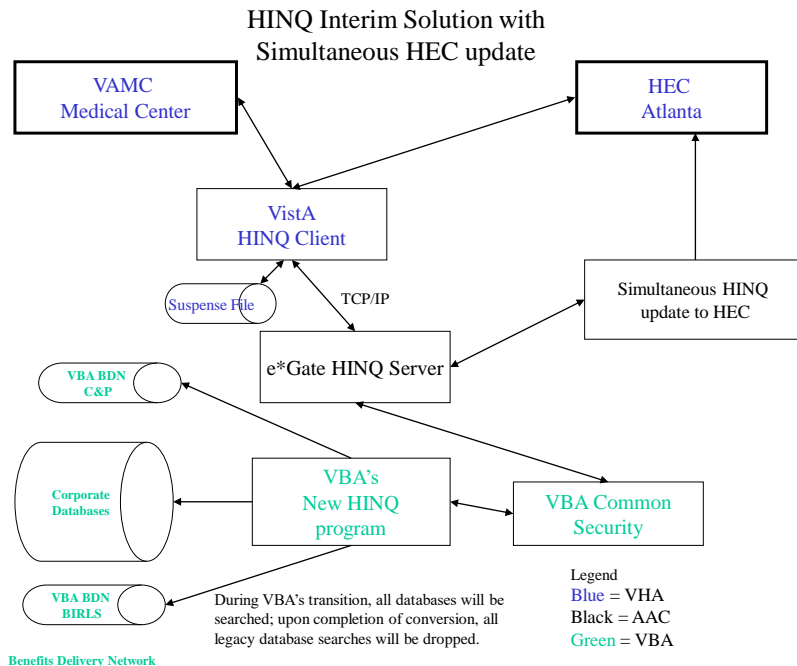 HINQ Interim Solution with
Simultaneous HEC update
VAMC
Medical Center
HEC
Atlanta
VistA
HINQ Client
Suspense File
TCP/IP
Simultaneous HINQ
update to HEC
e*Gate HINQ Server
VBA BDN
C&P
Corporate
Databases
VBA's
New HINQ
program
VBA Common
Security
VBA BDN
BIRLS
During VBA's transition, all databases will be
searched; upon completion of conversion, all
legacy database searches will be dropped.
Legend
Blue = VHA
Black = AAC
Green = VBA
Benefits Delivery Network